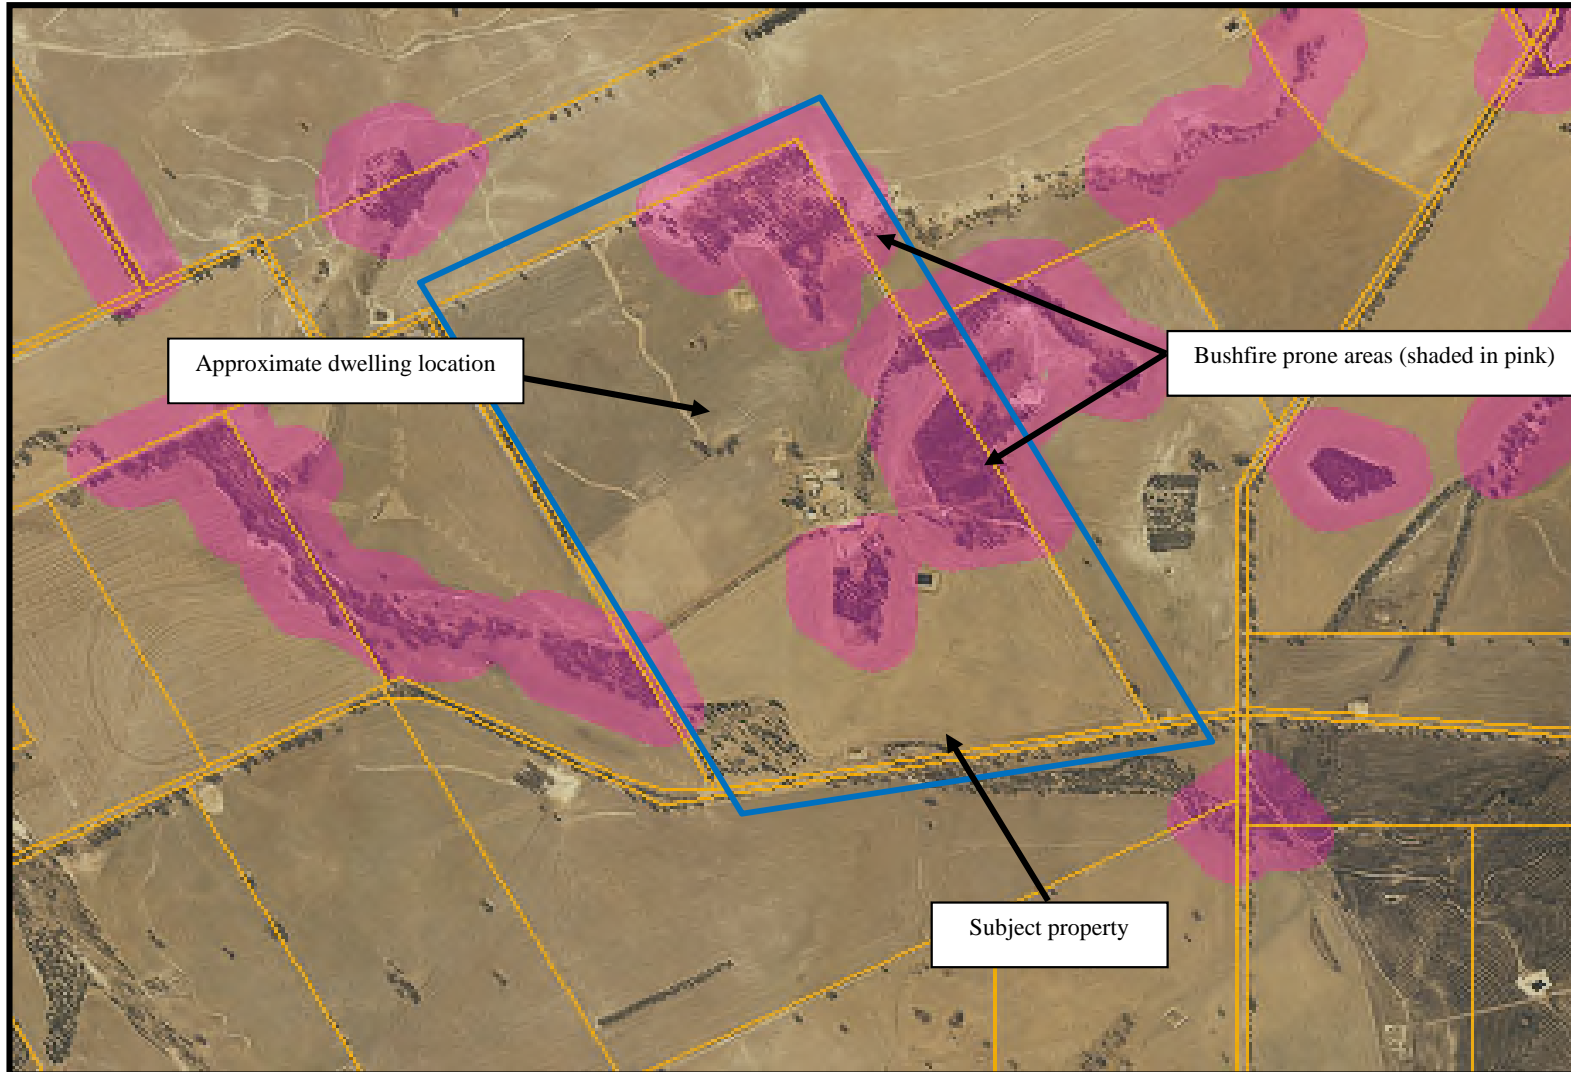 Approximate dwelling location
Bushfire prone areas (shaded in pink)
Subject property